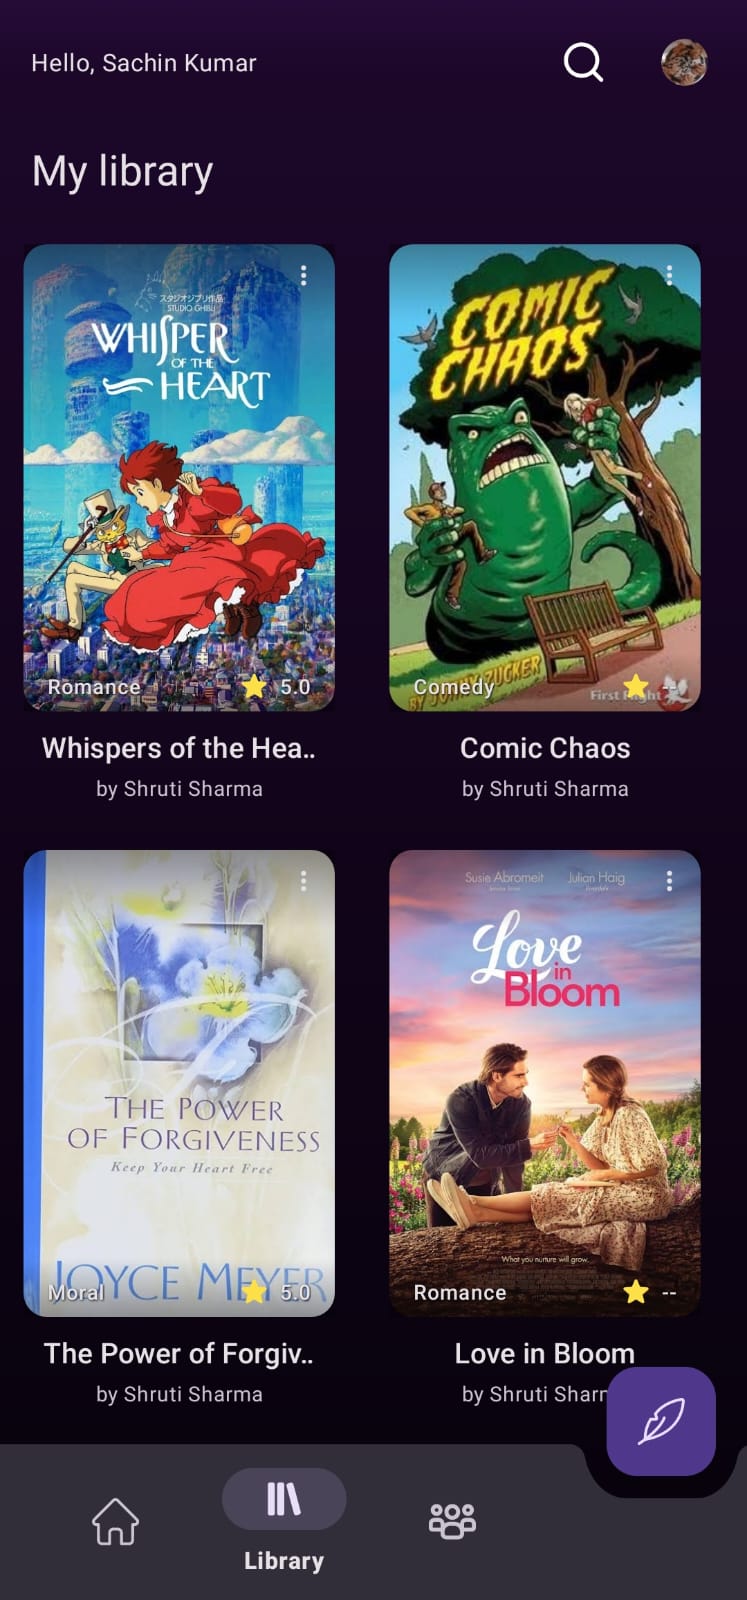 Hello, Sachin Kumar
My library
スタジオジブリ作品
STUDIO GHIBLI
WHISPER
OF THE
HEART
Romance
5.0
Whispers of the Hea..
by Shruti Sharma
COMIC
CHAOS
BY JONNY ZUCKER
Comedy
First Flight
--
Comic Chaos
by Shruti Sharma
THE POWER
OF FORGIVENESS
Keep Your Heart Free
JOYCE MEYER
Moral
5.0
The Power of Forgiv..
by Shruti Sharma
Susie Abromeit
Julian Haig
Love
in
Bloom
What you nurture will grow.
Romance
--
Love in Bloom
by Shruti Shar
Library